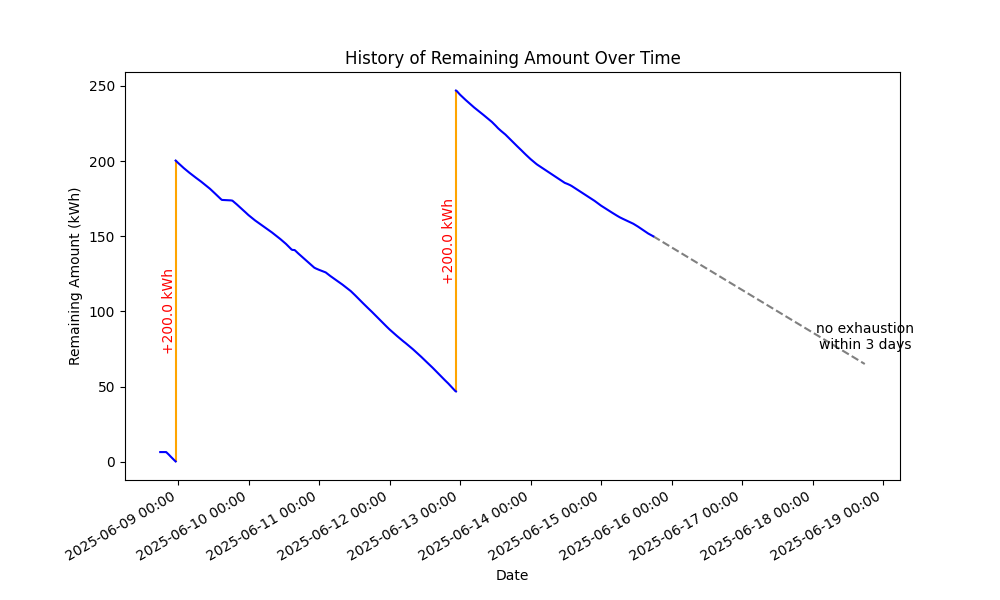 History of Remaining Amount Over Time
Remaining Amount (kWh)
250
200
150
100
50
0
+200.0 kWh
+200.0 kWh
no exhaustion
within 3 days
2025-06-09 00:00
2025-06-10 00:00
2025-06-11 00:00
2025-06-12 00:00
2025-06-13 00:00
2025-06-14 00:00
2025-06-15 00:00
2025-06-16 00:00
2025-06-17 00:00
2025-06-18 00:00
2025-06-19 00:00
Date